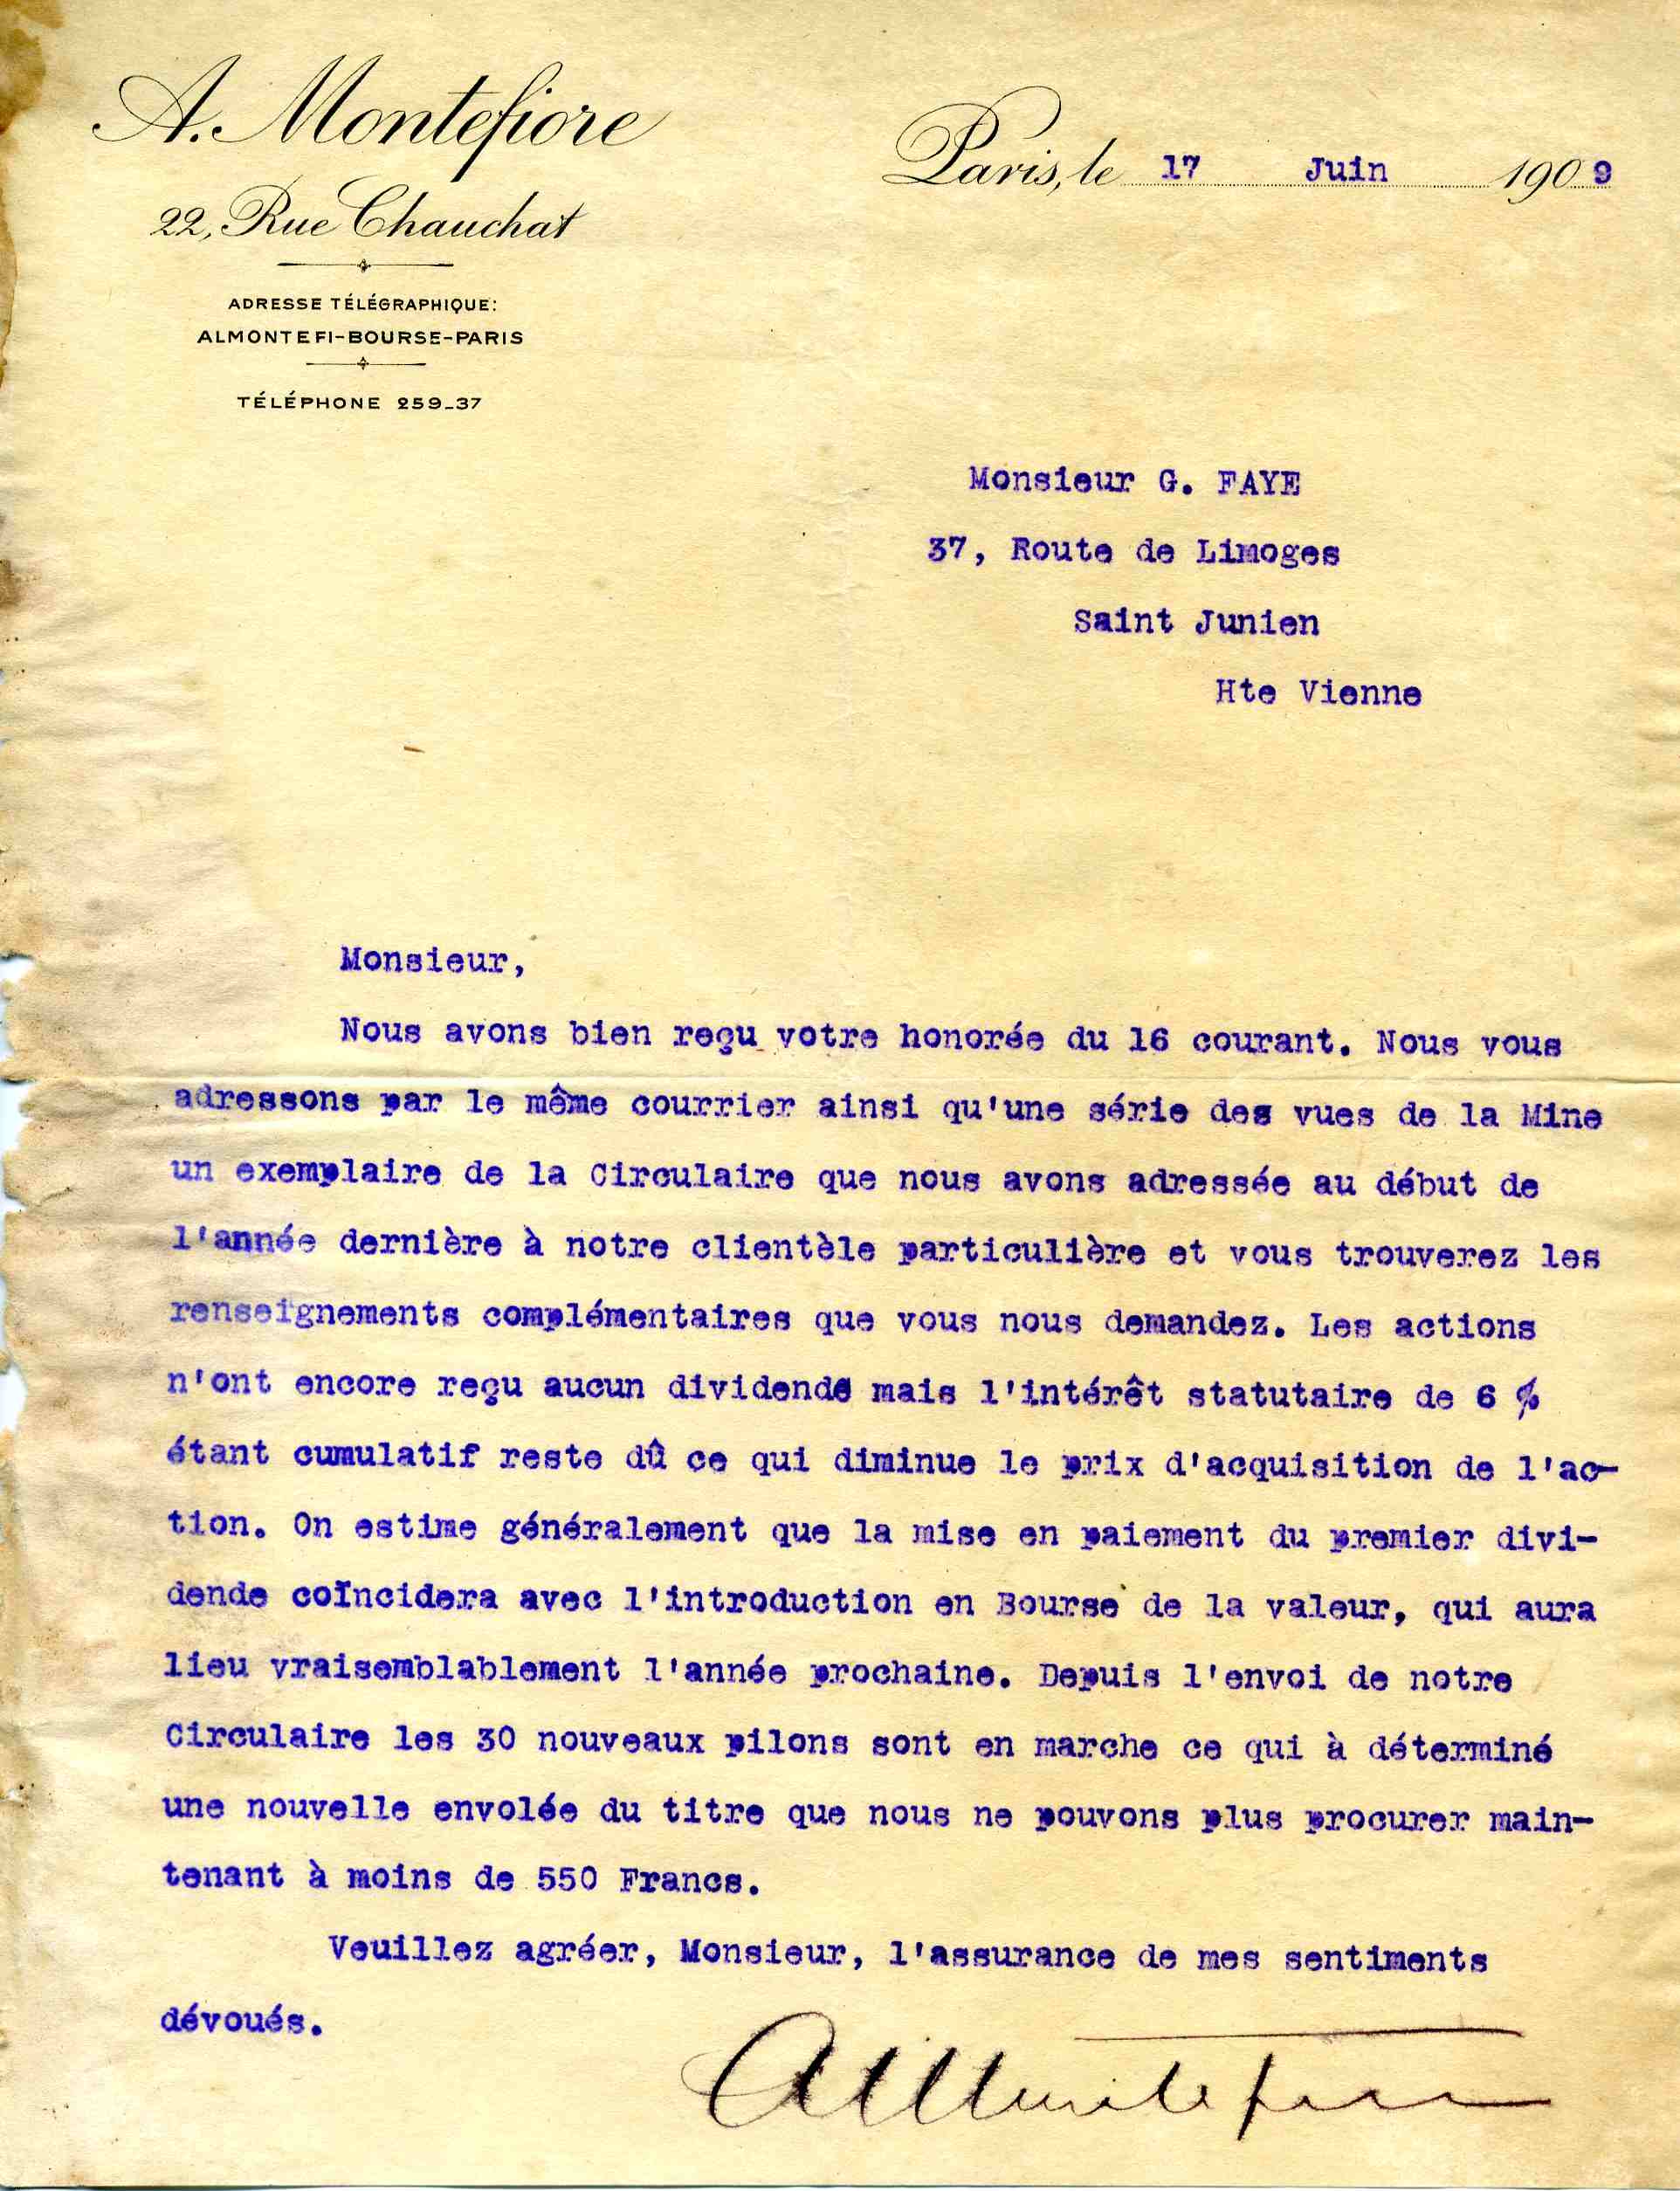 A. Montefiore
22, Rue Chauchat
ADRESSE TÉLÉGRAPHIQUE:
ALMONTEFI-BOURSE-PARIS
TÉLÉPHONE 259-37
Paris, le 17 Juin 1909
Monsieur G. FAYE
37, Route de Limoges
Saint Junien
Hte Vienne
Monsieur,
Nous avons bien reçu votre honorée du 16 courant. Nous vous
adressons par le même courrier ainsi qu'une série des vues de la Mine
un exemplaire de la Circulaire que nous avons adressée au début de
l'année dernière à notre clientèle particulière et vous trouverez les
renseignements complémentaires que vous nous demandez. Les actions
n'ont encore reçu aucun dividende mais l'intérêt statutaire de 6 %
étant cumulatif reste dû ce qui diminue le prix d'acquisition de l'ac-
tion. On estime généralement que la mise en paiement du premier divi-
dende coïncidera avec l'introduction en Bourse de la valeur, qui aura
lieu vraisemblablement l'année prochaine. Depuis l'envoi de notre
Circulaire les 30 nouveaux pilons sont en marche ce qui à déterminé
une nouvelle envolée du titre que nous ne pouvons plus procurer main-
tenant à moins de 550 Francs.
Veuillez agréer, Monsieur, l'assurance de mes sentiments
dévoués.
A Montefiore